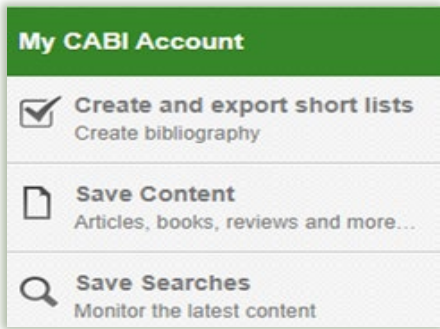 My CABI Account
Create and export short lists
Create bibliography
Save Content
Articles, books, reviews and more...
Save Searches
Monitor the latest content